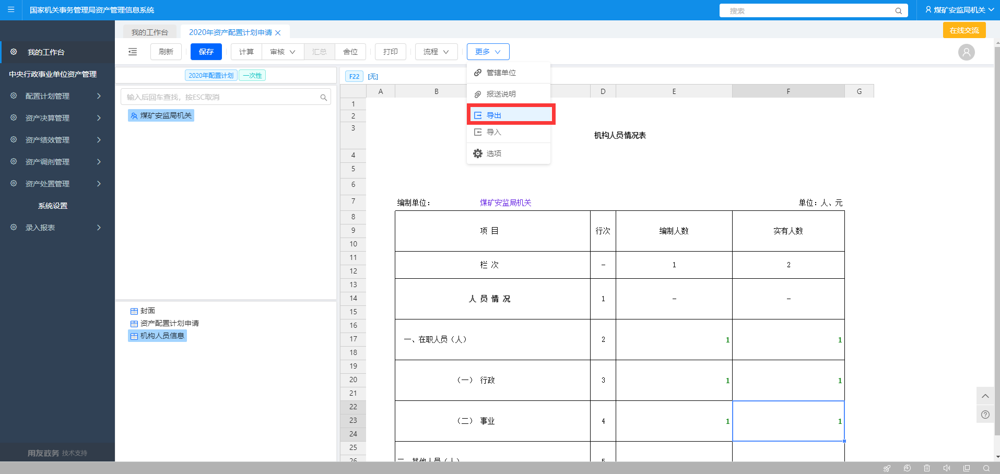 国家机关事务管理局资产管理信息系统
搜索
煤矿安监局机关
我的工作台
2020年资产配置计划申请
在线交流
刷新
保存
计算
审核
汇总
舍位
打印
流程
更多
我的工作台
中央行政事业单位资产管理
配置计划管理
资产决算管理
资产绩效管理
资产调剂管理
资产处置管理
系统设置
录入报表
用友政务 技术支持
2020年配置计划
一次性
输入后回车查找，按ESC取消
煤矿安监局机关
封面
资产配置计划申请
机构人员信息
管辖单位
报送说明
导出
导入
选项
F22
[无]
A B D E F G
1
2
3
机构人员情况表
4
5
6
7 编制单位： 煤矿安监局机关 单位：人、元
8
9 项 目 行次 编制人数 实有人数
10
11
12 栏 次 — 1 2
13
14 人 员 情 况 1 — —
15
16
17 一、在职人员（人） 2 1 1
18
19
20 （一） 行政 3 1 1
21
22
23 （二） 事业 4 1 1
24
25
26 二、其他人员（人） 5